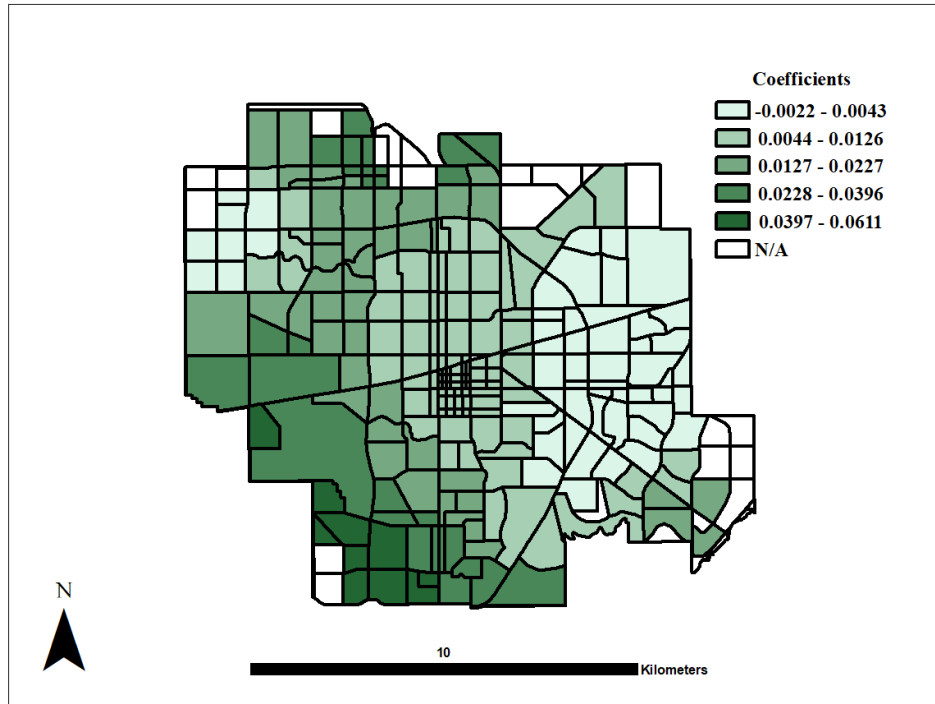 Coefficients
-0.0022 - 0.0043
0.0044 - 0.0126
0.0127 - 0.0227
0.0228 - 0.0396
0.0397 - 0.0611
N/A
N
10
Kilometers